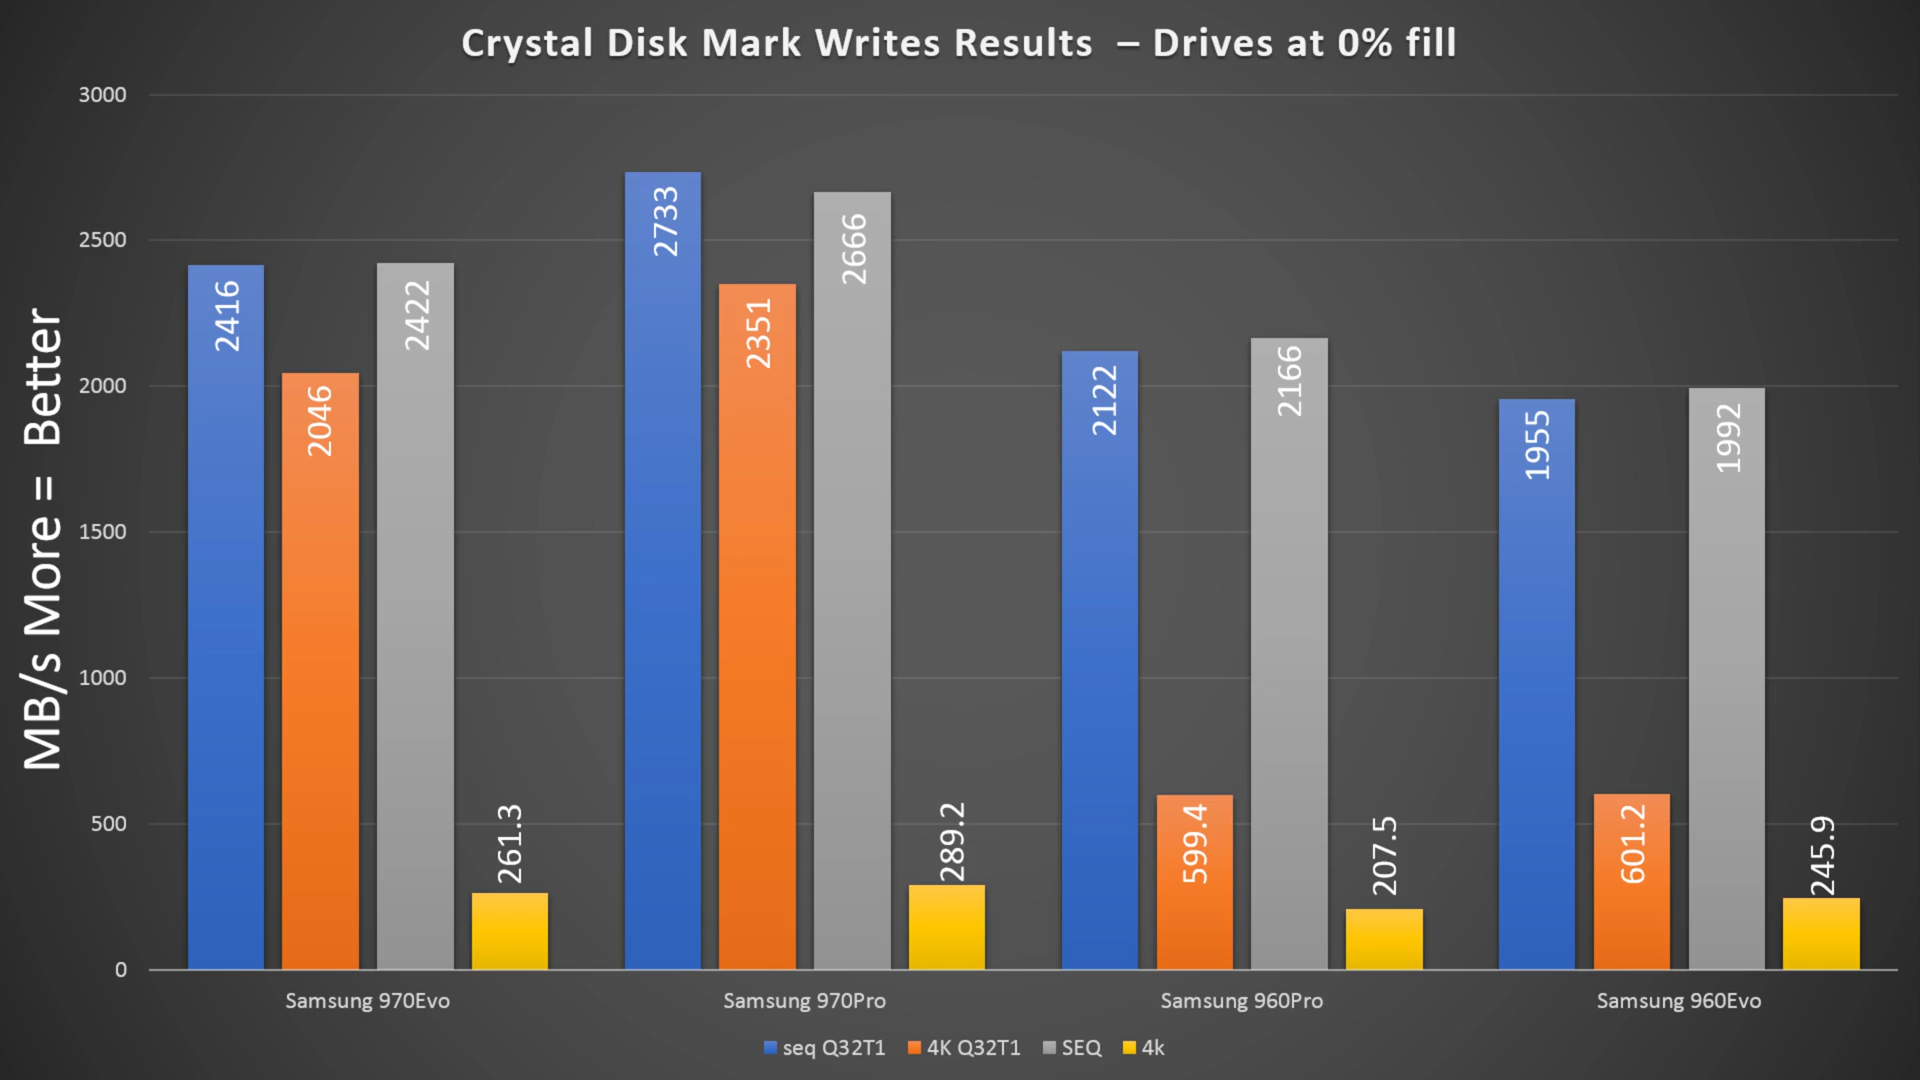 Crystal Disk Mark Writes Results – Drives at 0% fill
MB/s More = Better
3000
2500
2000
1500
1000
500
0
2416
2046
2422
261.3
2733
2351
2666
289.2
2122
599.4
2166
207.5
1955
601.2
1992
245.9
Samsung 970Evo
Samsung 970Pro
Samsung 960Pro
Samsung 960Evo
seq Q32T1
4K Q32T1
SEQ
4k